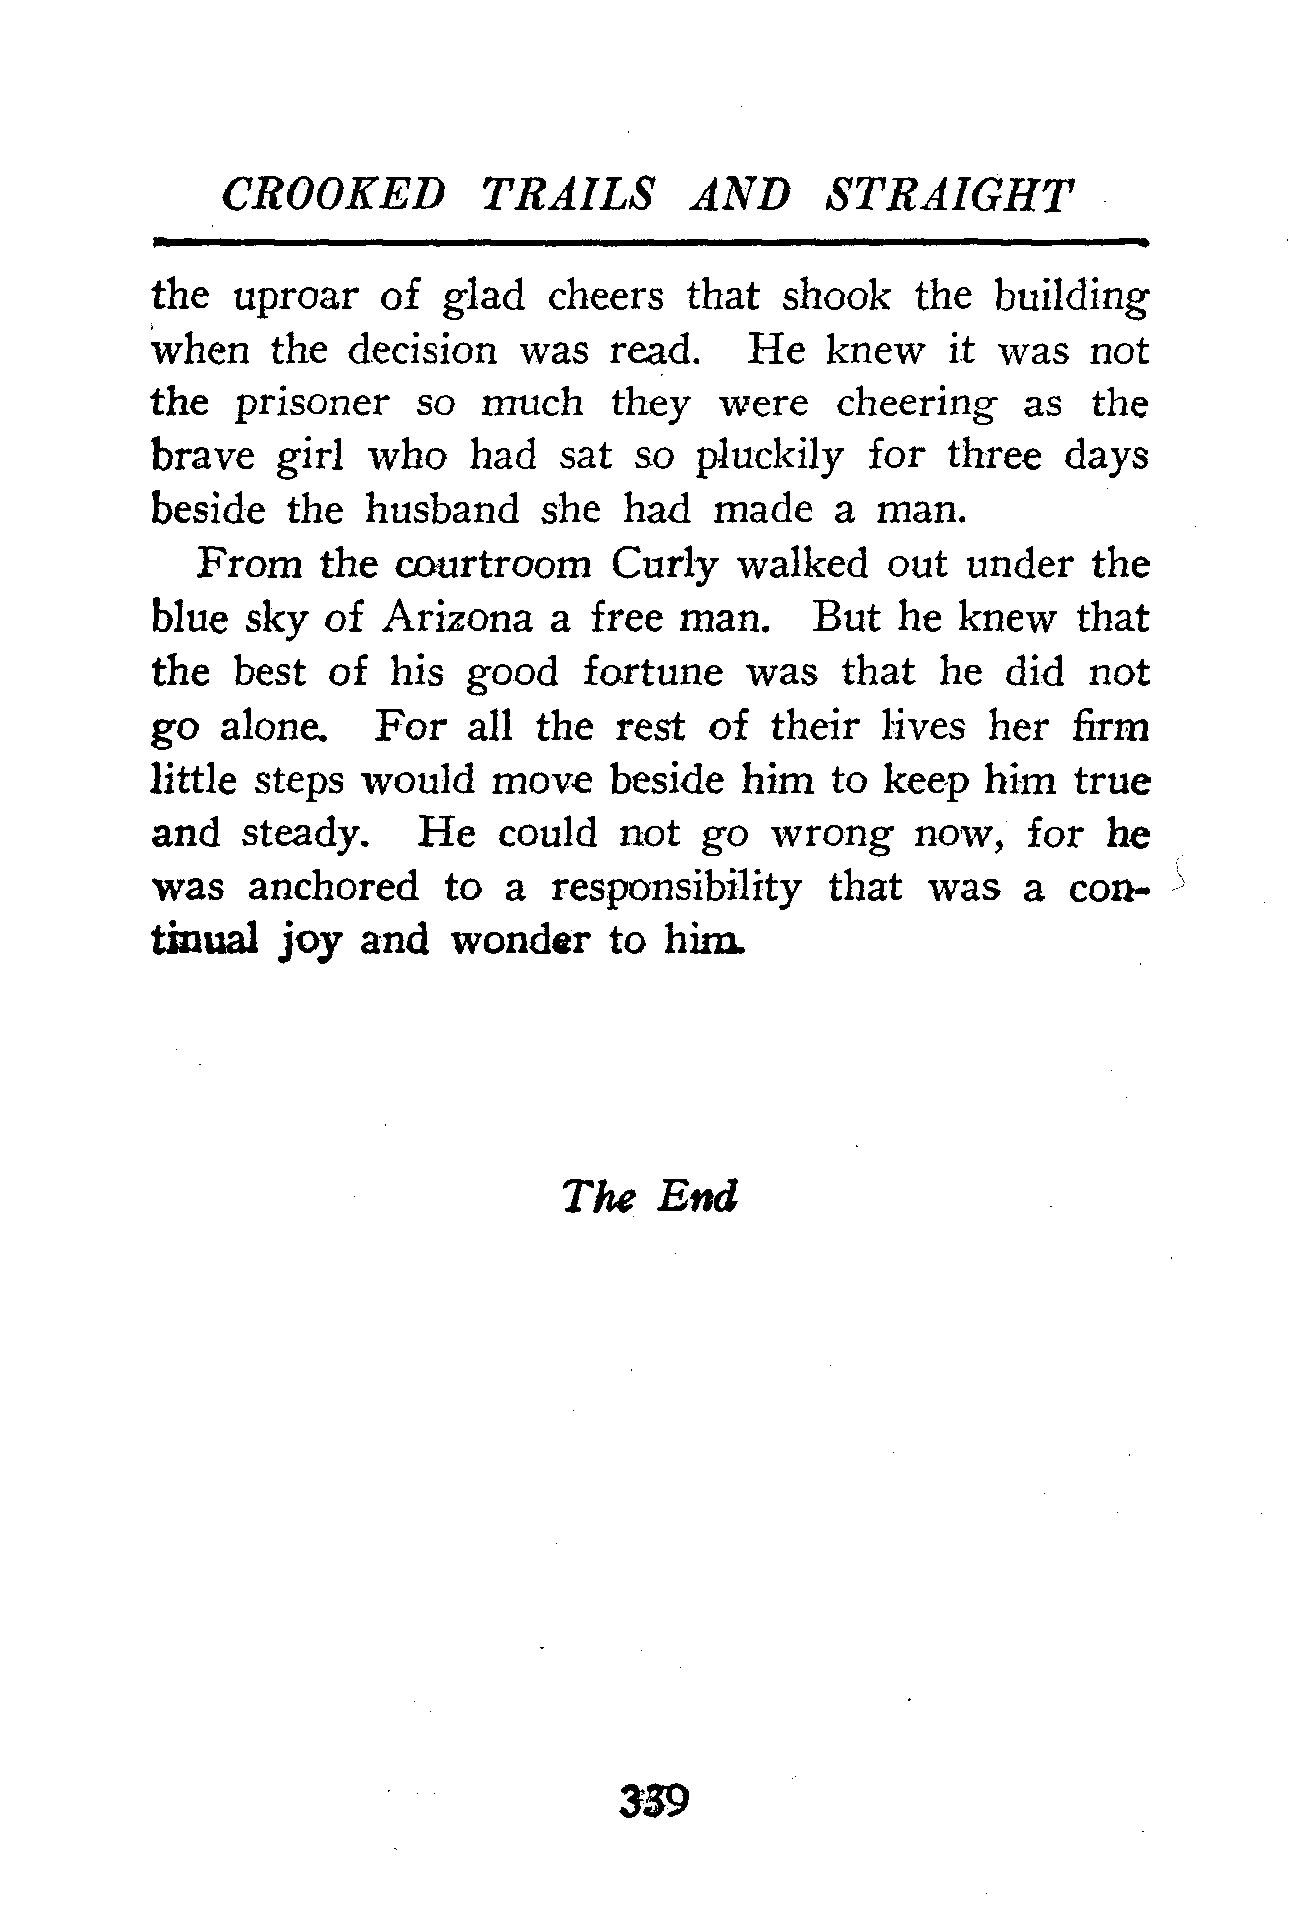 CROOKED TRAILS AND STRAIGHT
the uproar of glad cheers that shook the building
when the decision was read. He knew it was not
the prisoner so much they were cheering as the
brave girl who had sat so pluckily for three days
beside the husband she had made a man.
From the courtroom Curly walked out under the
blue sky of Arizona a free man. But he knew that
the best of his good fortune was that he did not
go alone. For all the rest of their lives her firm
little steps would move beside him to keep him true
and steady. He could not go wrong now, for he
was anchored to a responsibility that was a con-
tinual joy and wonder to him.
The End
339